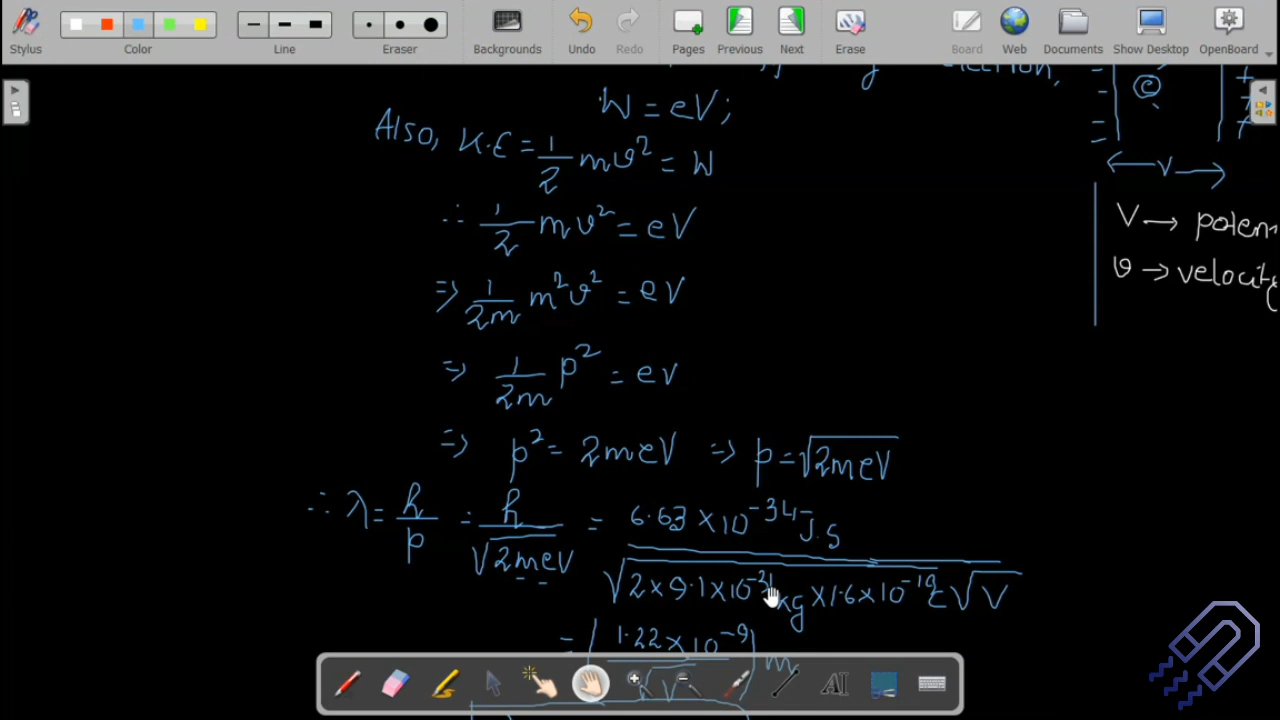 Stylus Color Line Eraser Backgrounds Undo Redo Pages Previous Next Erase Board Web Documents Show Desktop OpenBoard
W = eV;
Also, K.E = 1/2 mv² = W
∴ 1/2 mv² = eV
⇒ 1/2m m²v² = eV
⇒ 1/2m p² = eV
⇒ p² = 2meV ⇒ p = √2meV
∴ λ = h/p = h/√2meV = 6.63 × 10⁻³⁴ J.S / √2 × 9.1 × 10⁻³¹ kg × 1.6 × 10⁻¹⁹ C √V
= (1.22 × 10⁻⁹ / √V) m
e
← V →
V → poten
v → velocity